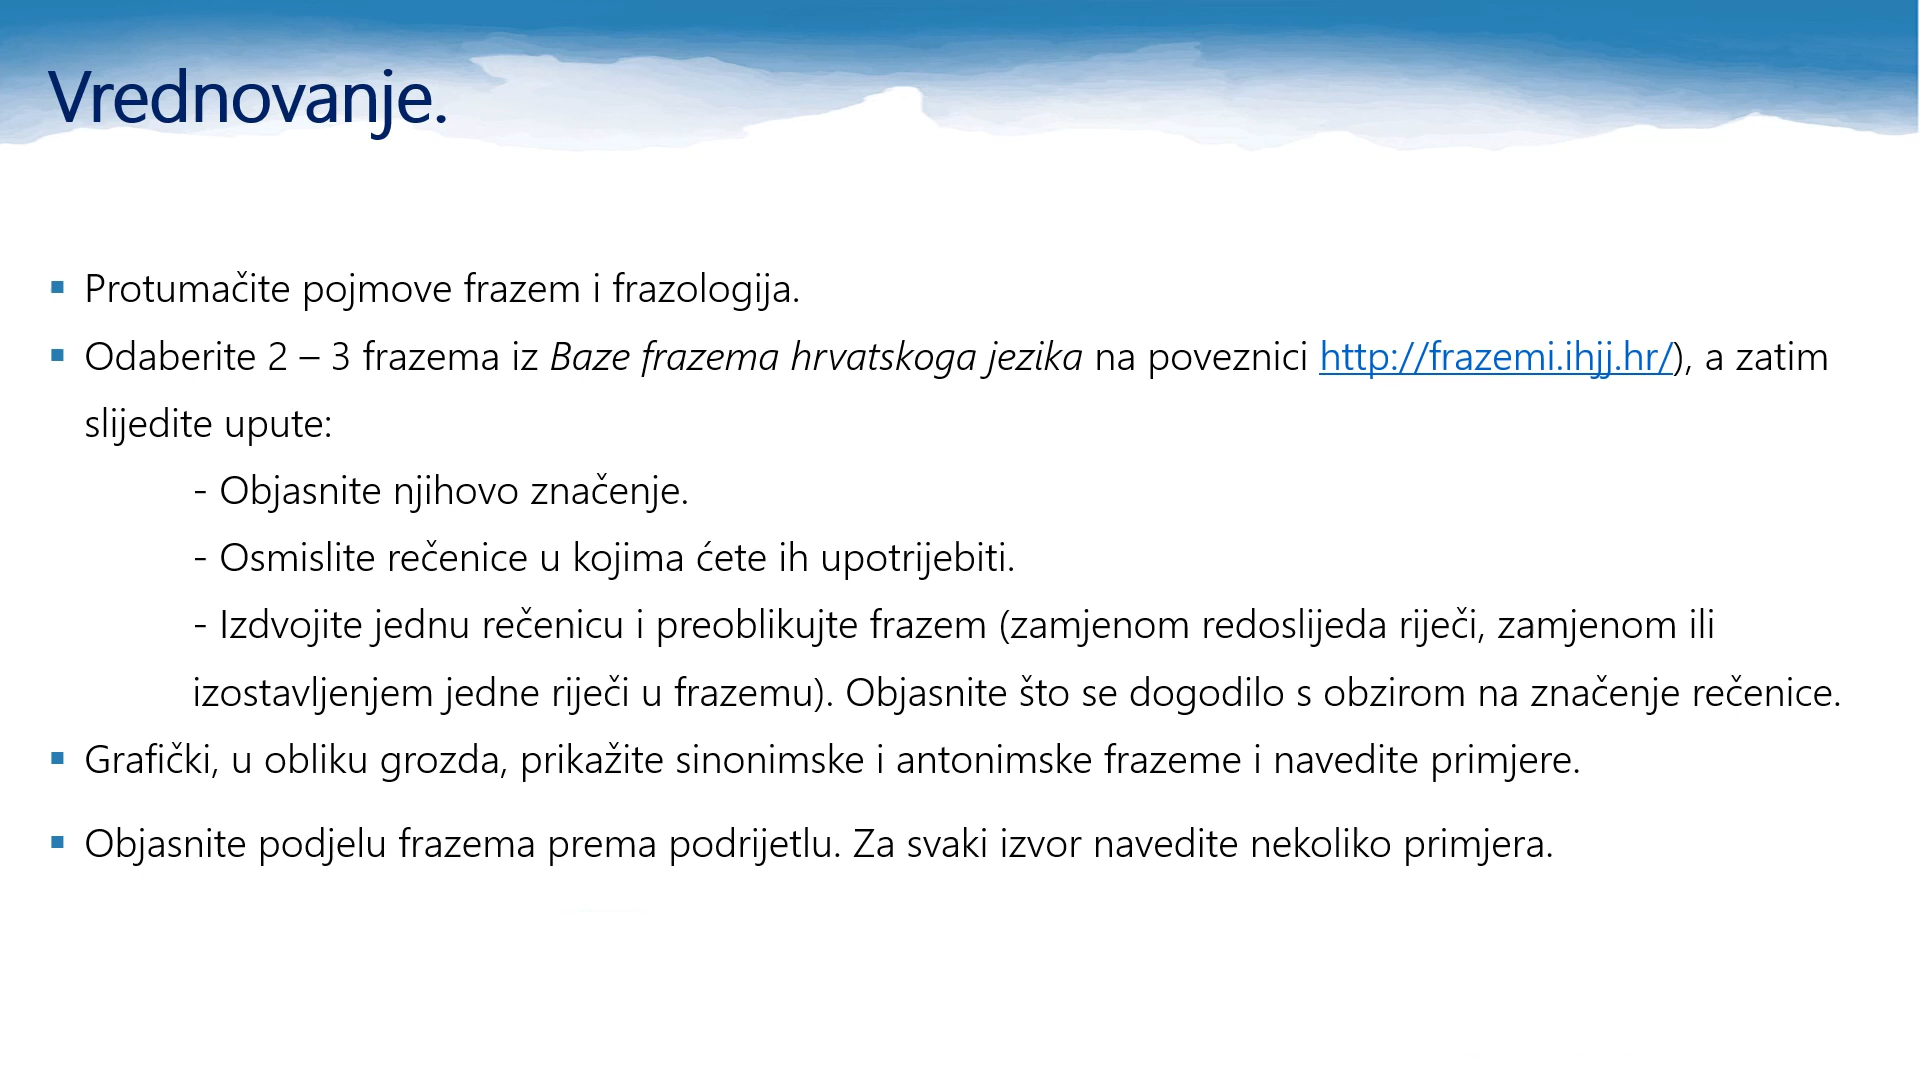 Vrednovanje.
▪ Protumačite pojmove frazem i frazologija.
▪ Odaberite 2 – 3 frazema iz Baze frazema hrvatskoga jezika na poveznici http://frazemi.ihjj.hr/), a zatim
slijedite upute:
- Objasnite njihovo značenje.
- Osmislite rečenice u kojima ćete ih upotrijebiti.
- Izdvojite jednu rečenicu i preoblikujte frazem (zamjenom redoslijeda riječi, zamjenom ili
izostavljenjem jedne riječi u frazemu). Objasnite što se dogodilo s obzirom na značenje rečenice.
▪ Grafički, u obliku grozda, prikažite sinonimske i antonimske frazeme i navedite primjere.
▪ Objasnite podjelu frazema prema podrijetlu. Za svaki izvor navedite nekoliko primjera.